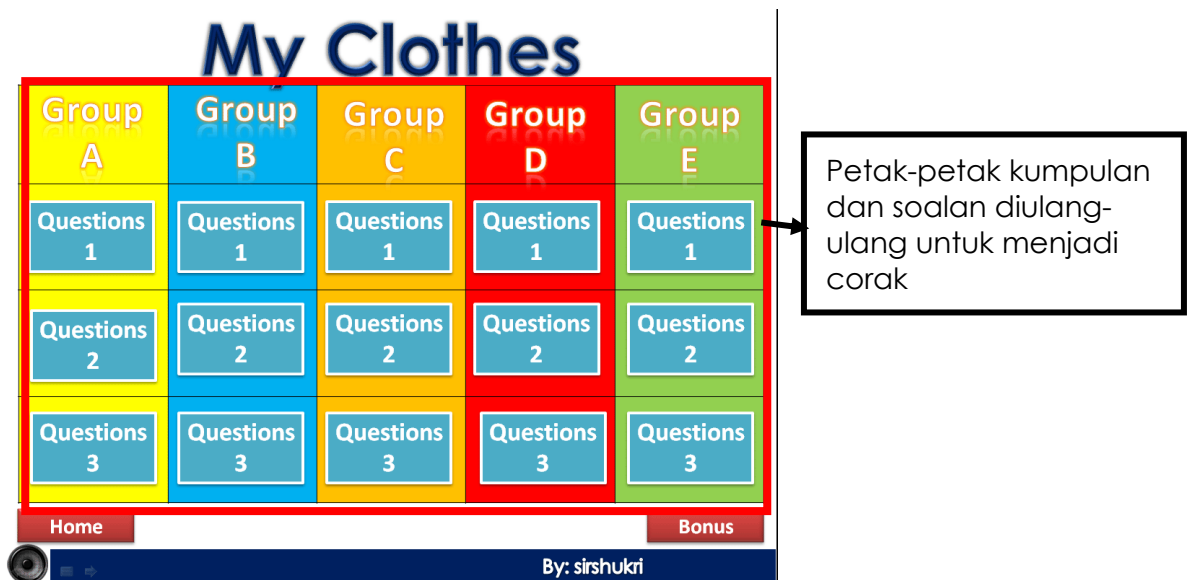 My Clothes
Group A
Group B
Group C
Group D
Group E
Questions 1
Questions 1
Questions 1
Questions 1
Questions 1
Questions 2
Questions 2
Questions 2
Questions 2
Questions 2
Questions 3
Questions 3
Questions 3
Questions 3
Questions 3
Home
Bonus
By: sirshukri
Petak-petak kumpulan
dan soalan diulang-
ulang untuk menjadi
corak